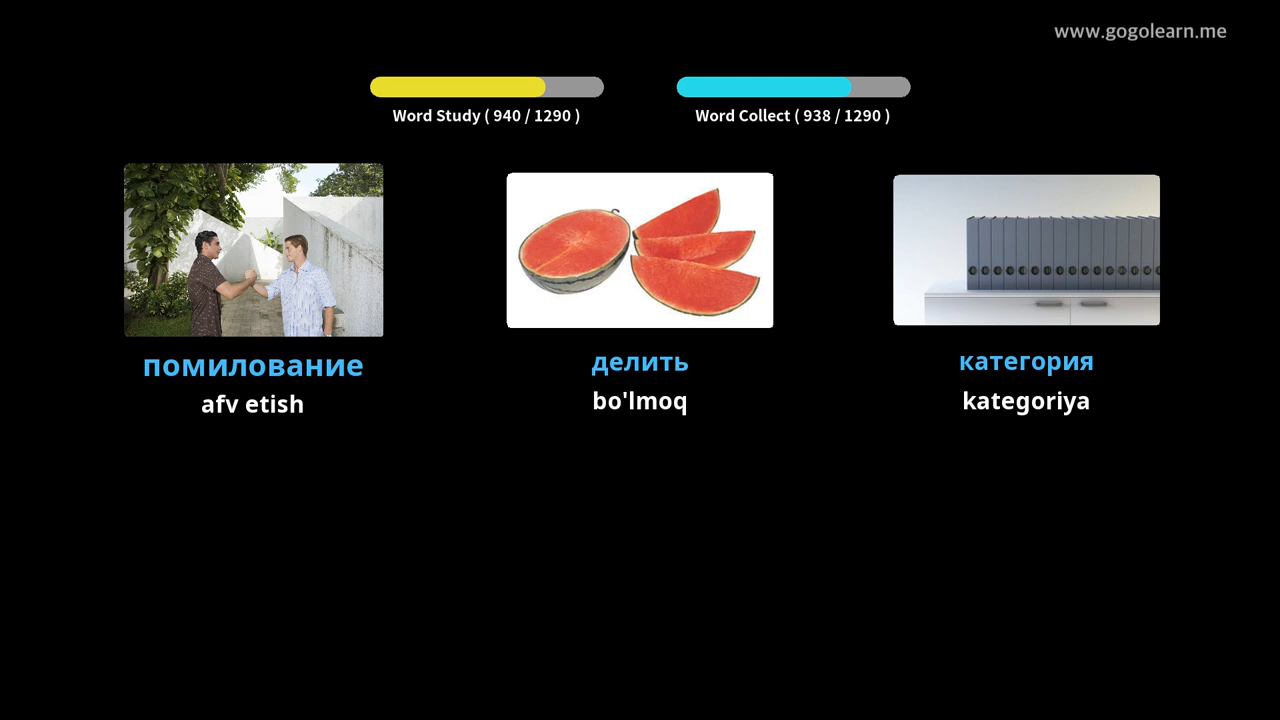 www.gogolearn.me
Word Study ( 940 / 1290 )
Word Collect ( 938 / 1290 )
помилование
afv etish
делить
bo'lmoq
категория
kategoriya